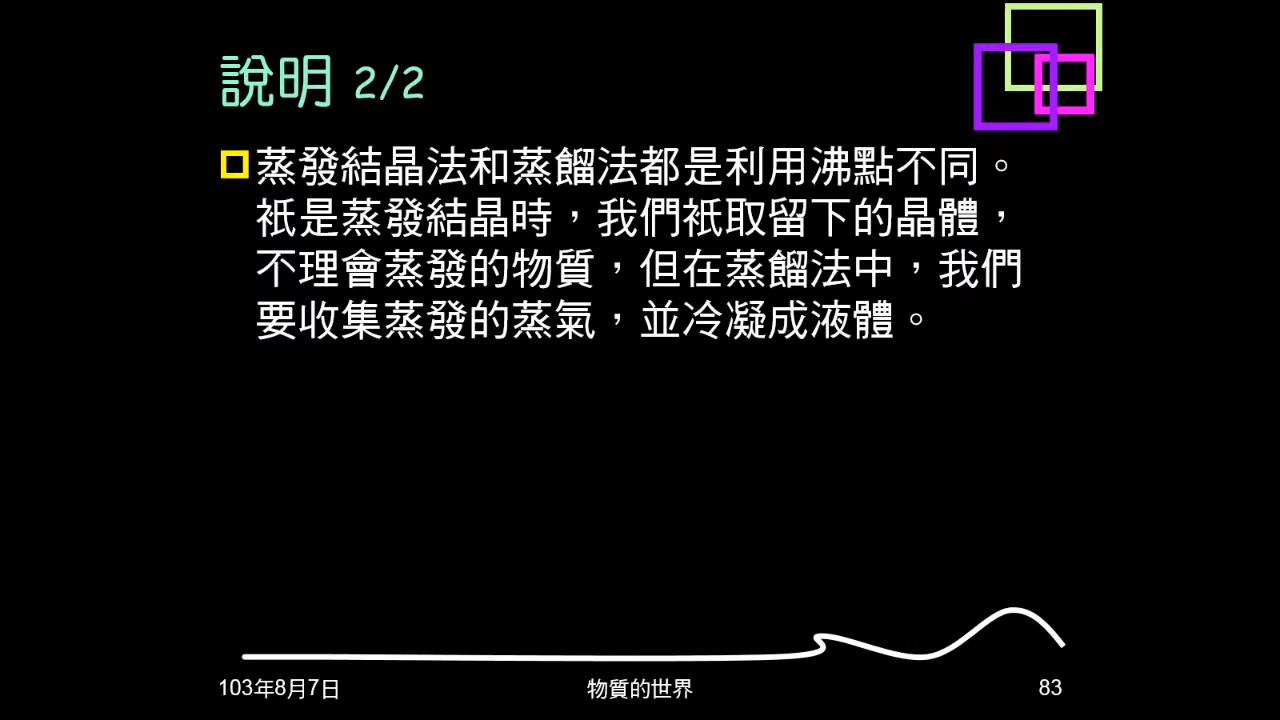 說明 2/2
蒸發結晶法和蒸餾法都是利用沸點不同。
衹是蒸發結晶時，我們衹取留下的晶體，
不理會蒸發的物質，但在蒸餾法中，我們
要收集蒸發的蒸氣，並冷凝成液體。
103年8月7日
物質的世界
83